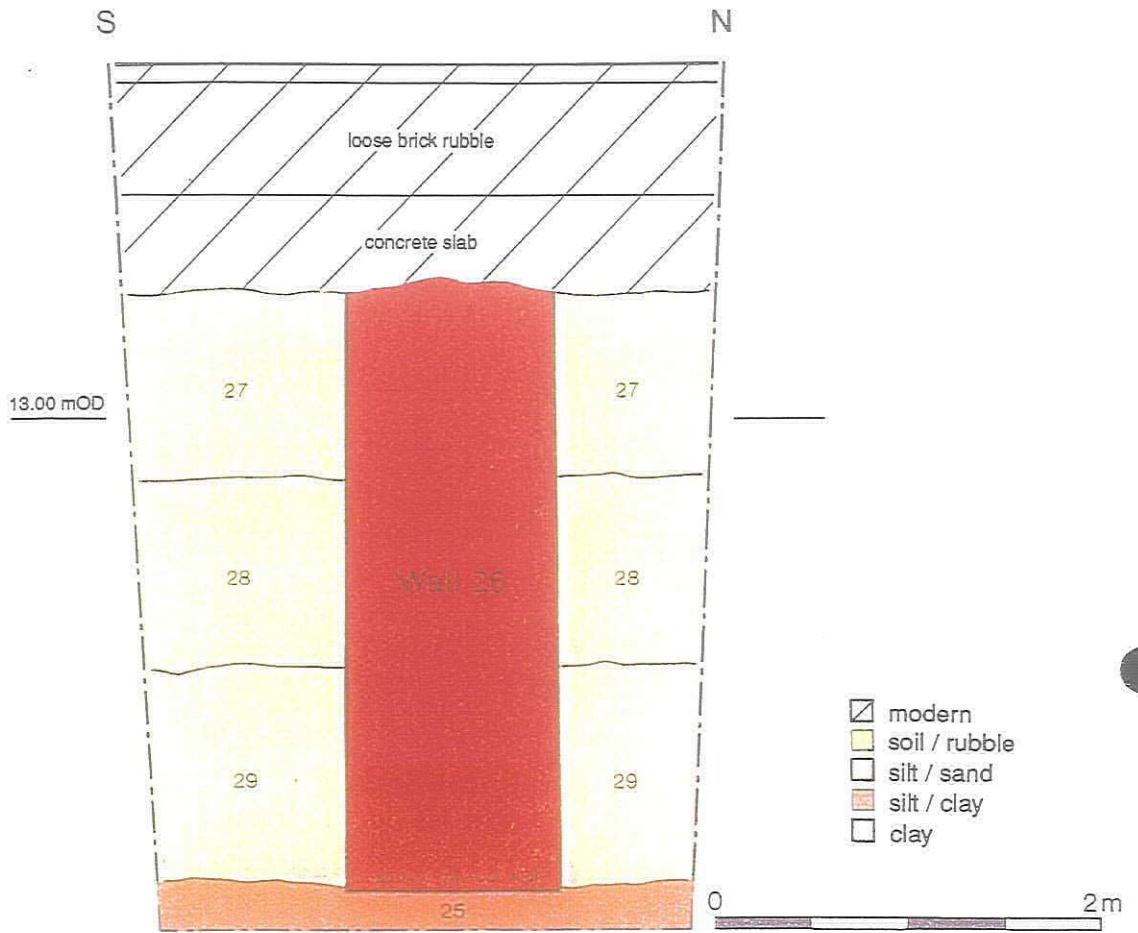 S N
loose brick rubble
concrete slab
13.00 mOD
27 27
28 Wall 26 28
29 29
25
modern
soil / rubble
silt / sand
silt / clay
clay
0 2m